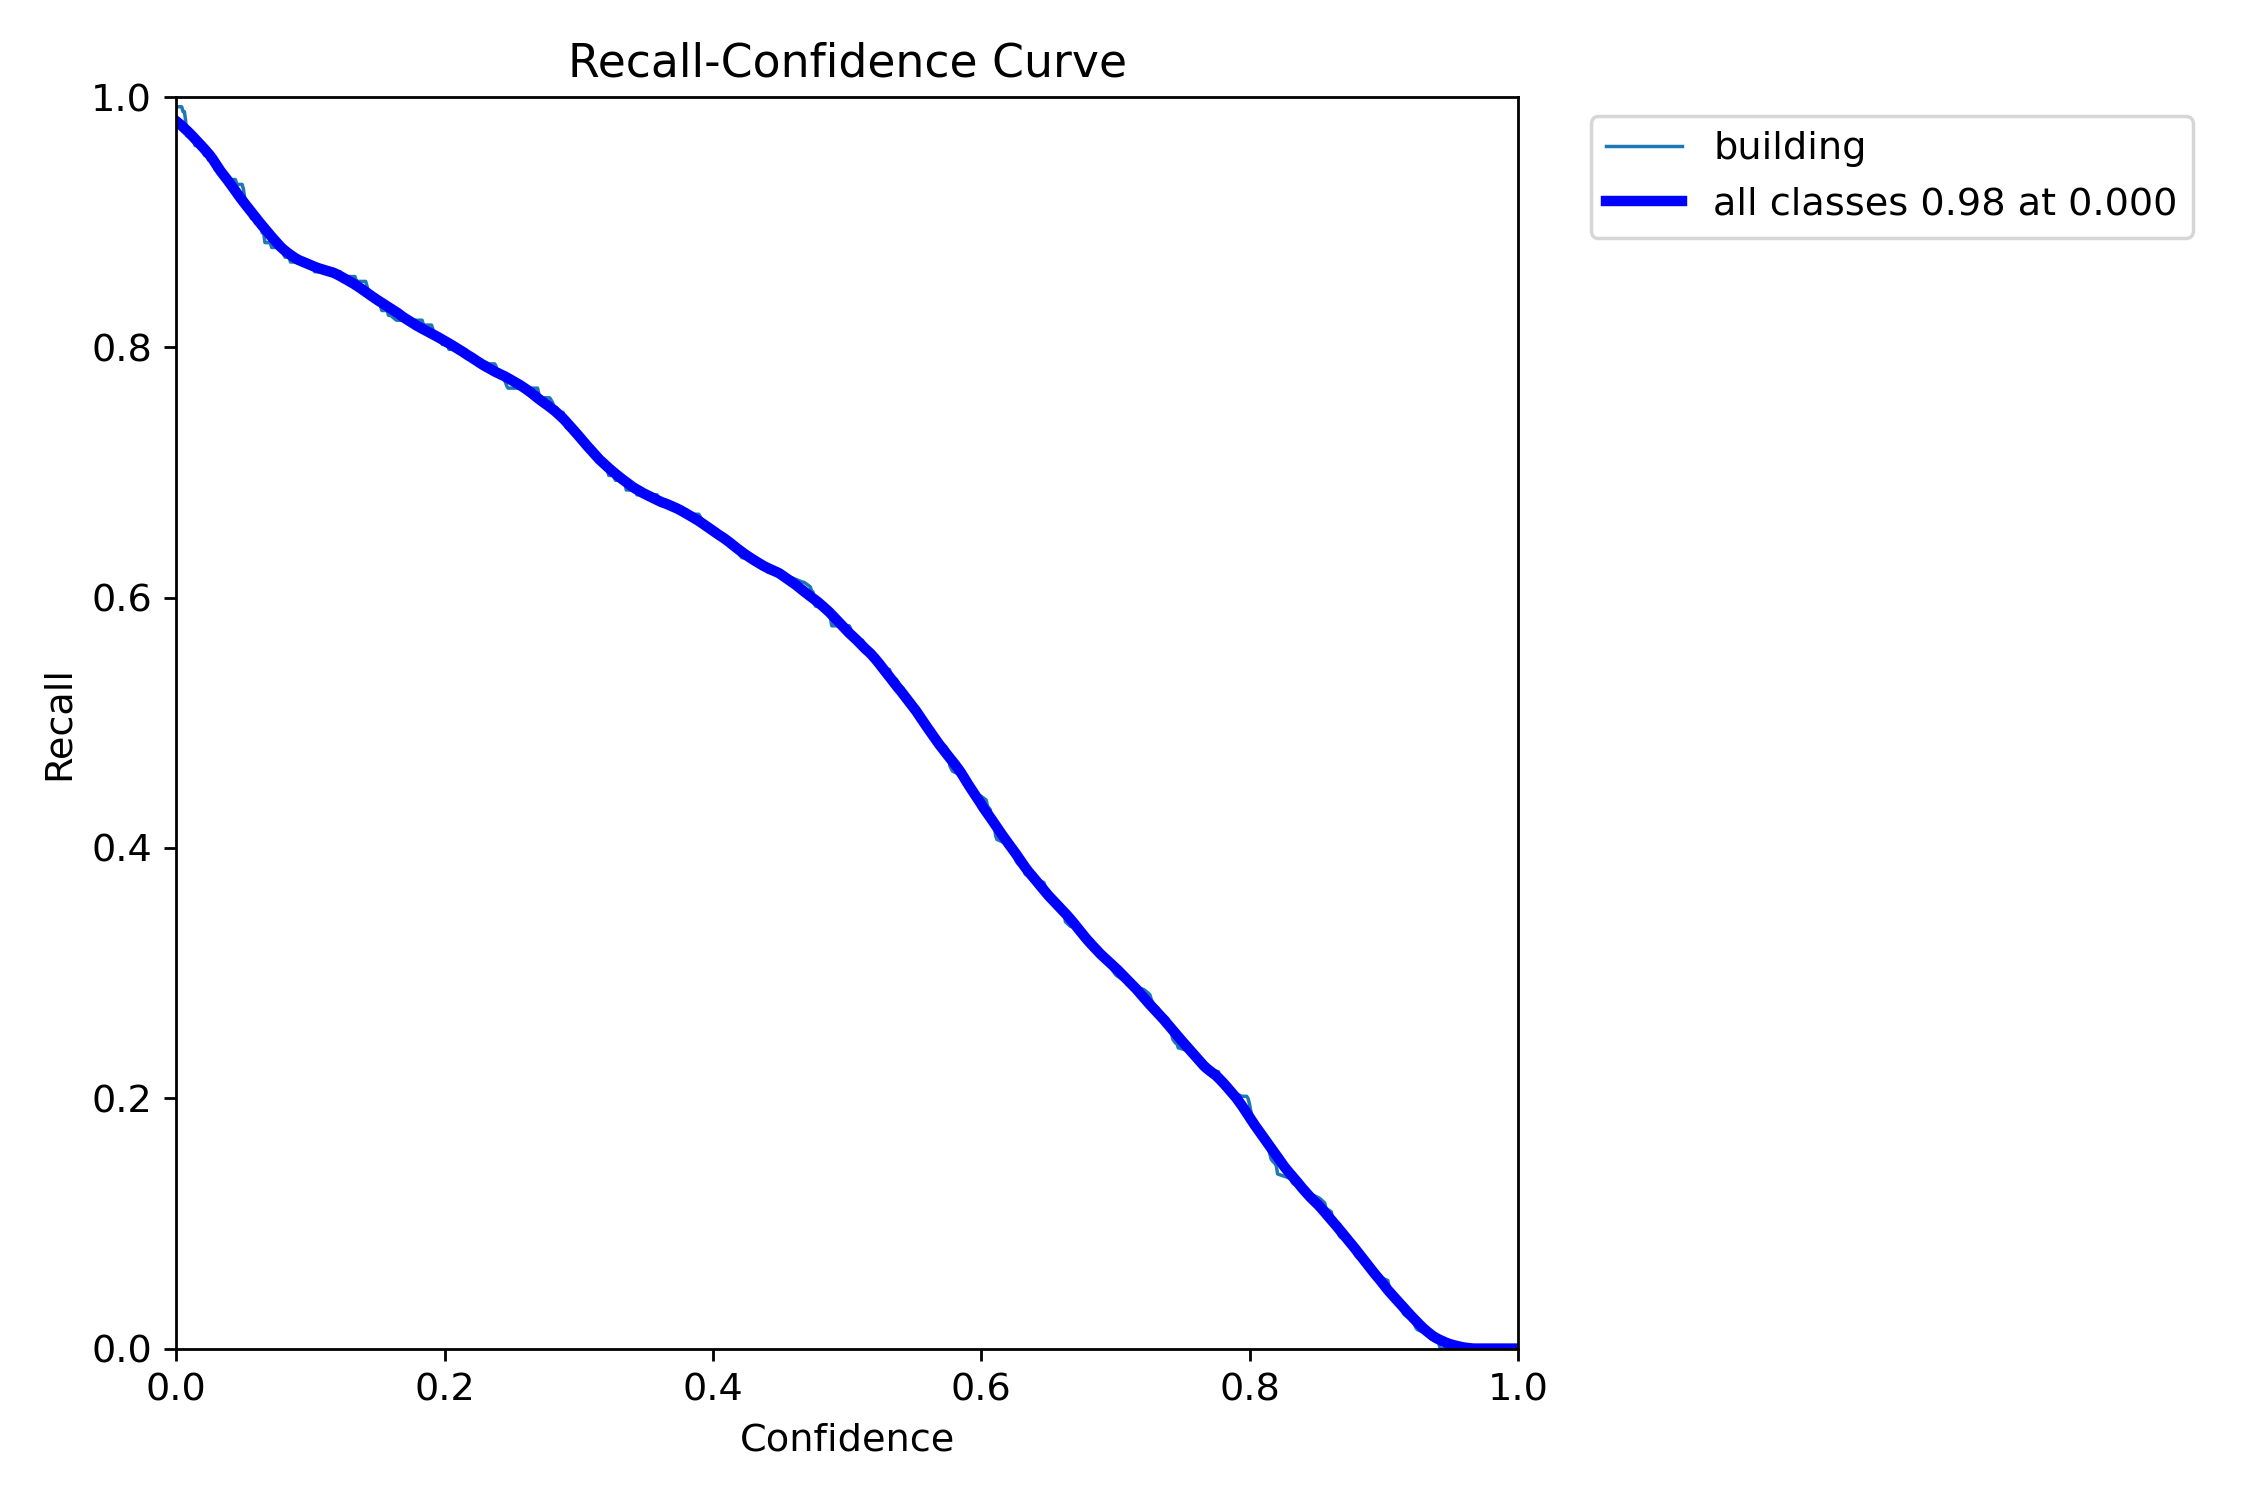 Recall-Confidence Curve
building
all classes 0.98 at 0.000
1.0
0.8
0.6
0.4
0.2
0.0
Recall
0.0 0.2 0.4 0.6 0.8 1.0
Confidence